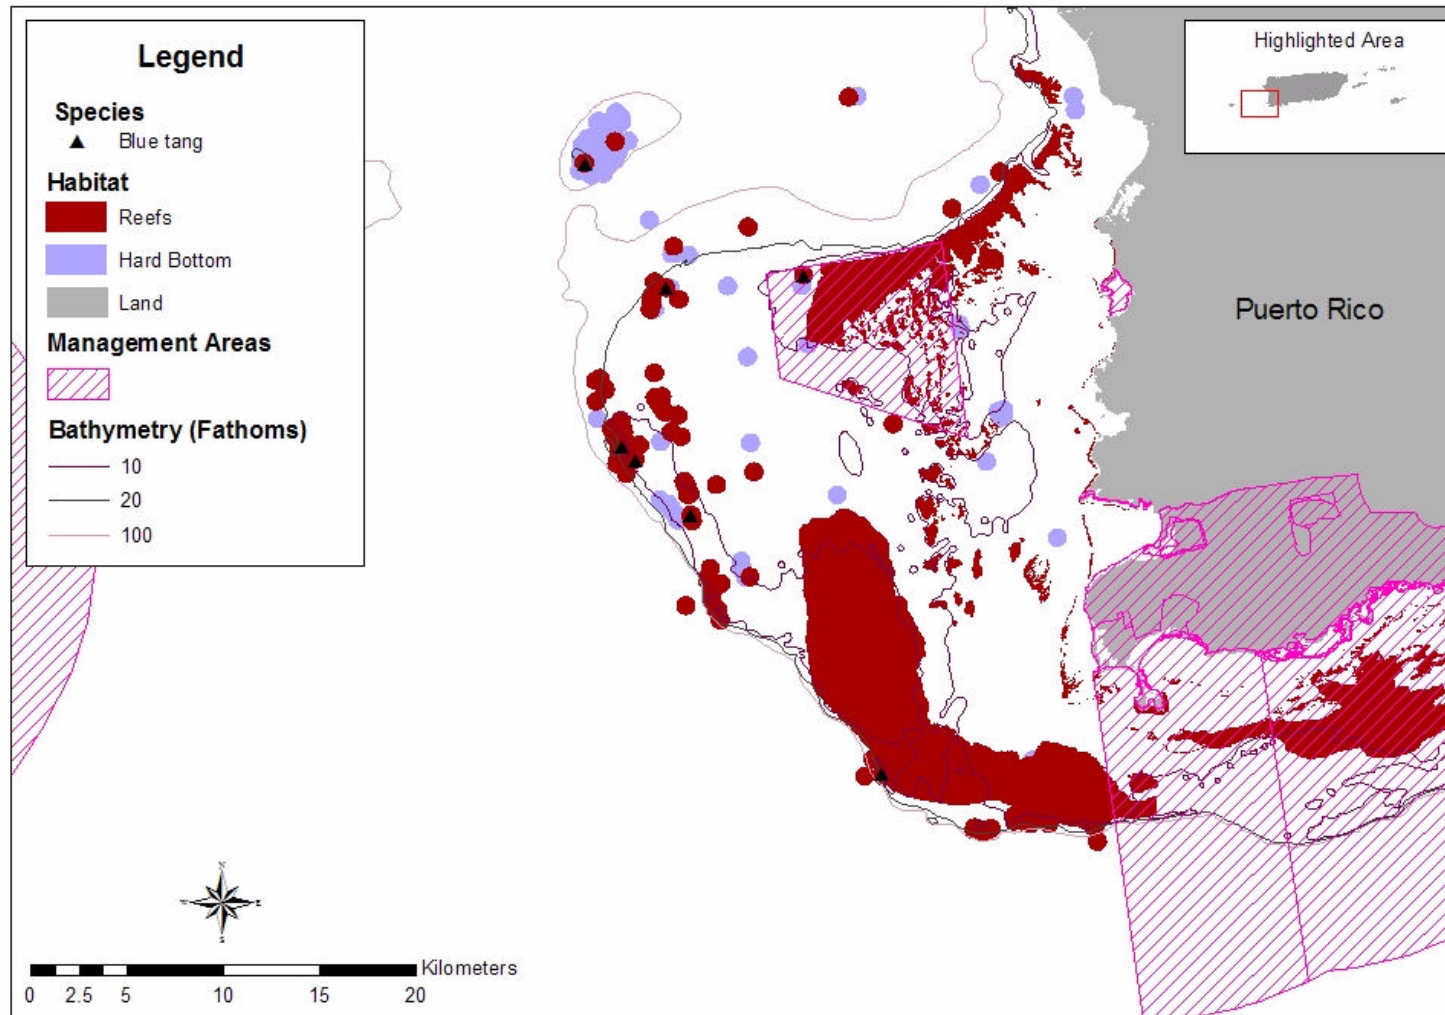 Legend
Species
Blue tang
Habitat
Reefs
Hard Bottom
Land
Management Areas
Bathymetry (Fathoms)
10
20
100
Highlighted Area
Puerto Rico
N
W
E
S
Kilometers
0 2.5 5 10 15 20